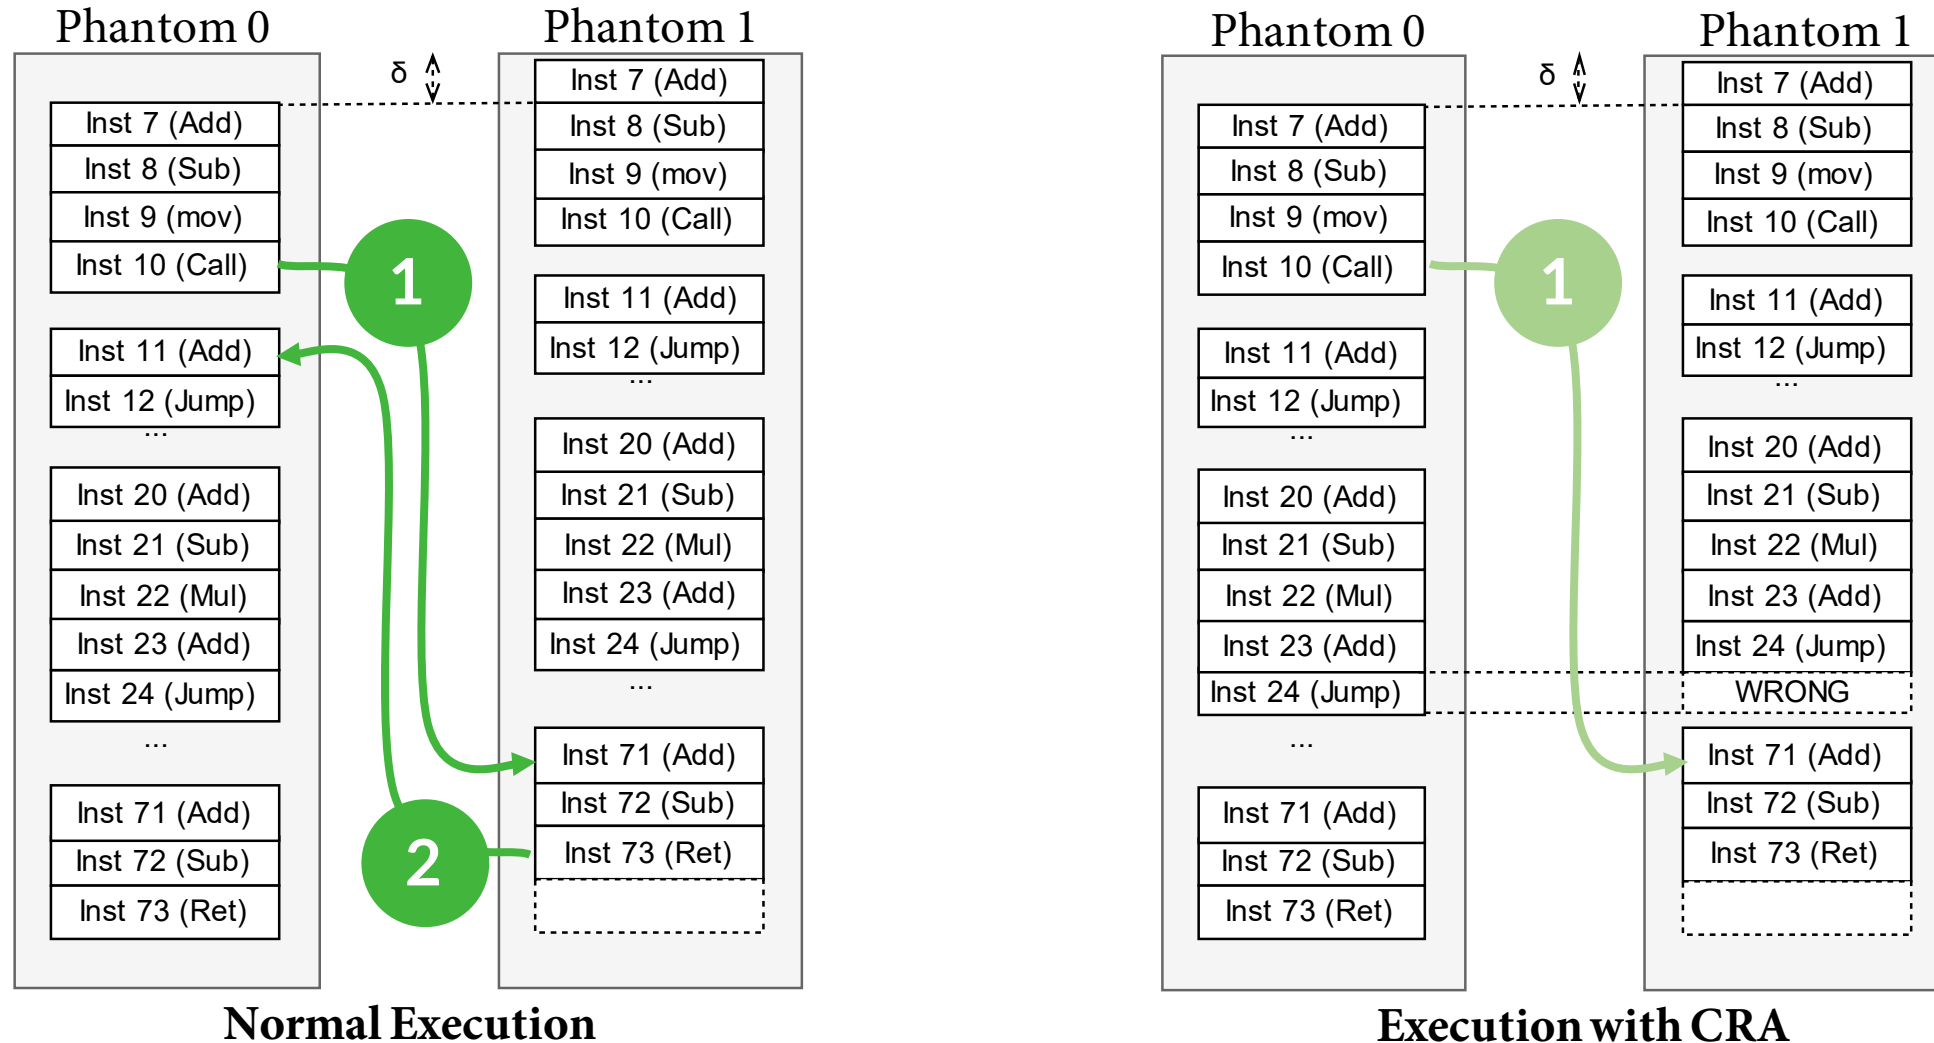 Phantom 0
δ
Inst 7 (Add)
Inst 8 (Sub)
Inst 9 (mov)
Inst 10 (Call)
Inst 11 (Add)
Inst 12 (Jump)
...
Inst 20 (Add)
Inst 21 (Sub)
Inst 22 (Mul)
Inst 23 (Add)
Inst 24 (Jump)
...
Inst 71 (Add)
Inst 72 (Sub)
Inst 73 (Ret)
1
2
Phantom 1
Inst 7 (Add)
Inst 8 (Sub)
Inst 9 (mov)
Inst 10 (Call)
Inst 11 (Add)
Inst 12 (Jump)
...
Inst 20 (Add)
Inst 21 (Sub)
Inst 22 (Mul)
Inst 23 (Add)
Inst 24 (Jump)
...
Inst 71 (Add)
Inst 72 (Sub)
Inst 73 (Ret)
Normal Execution
Phantom 0
δ
Inst 7 (Add)
Inst 8 (Sub)
Inst 9 (mov)
Inst 10 (Call)
Inst 11 (Add)
Inst 12 (Jump)
...
Inst 20 (Add)
Inst 21 (Sub)
Inst 22 (Mul)
Inst 23 (Add)
Inst 24 (Jump)
...
Inst 71 (Add)
Inst 72 (Sub)
Inst 73 (Ret)
1
Phantom 1
Inst 7 (Add)
Inst 8 (Sub)
Inst 9 (mov)
Inst 10 (Call)
Inst 11 (Add)
Inst 12 (Jump)
...
Inst 20 (Add)
Inst 21 (Sub)
Inst 22 (Mul)
Inst 23 (Add)
Inst 24 (Jump)
WRONG
Inst 71 (Add)
Inst 72 (Sub)
Inst 73 (Ret)
Execution with CRA